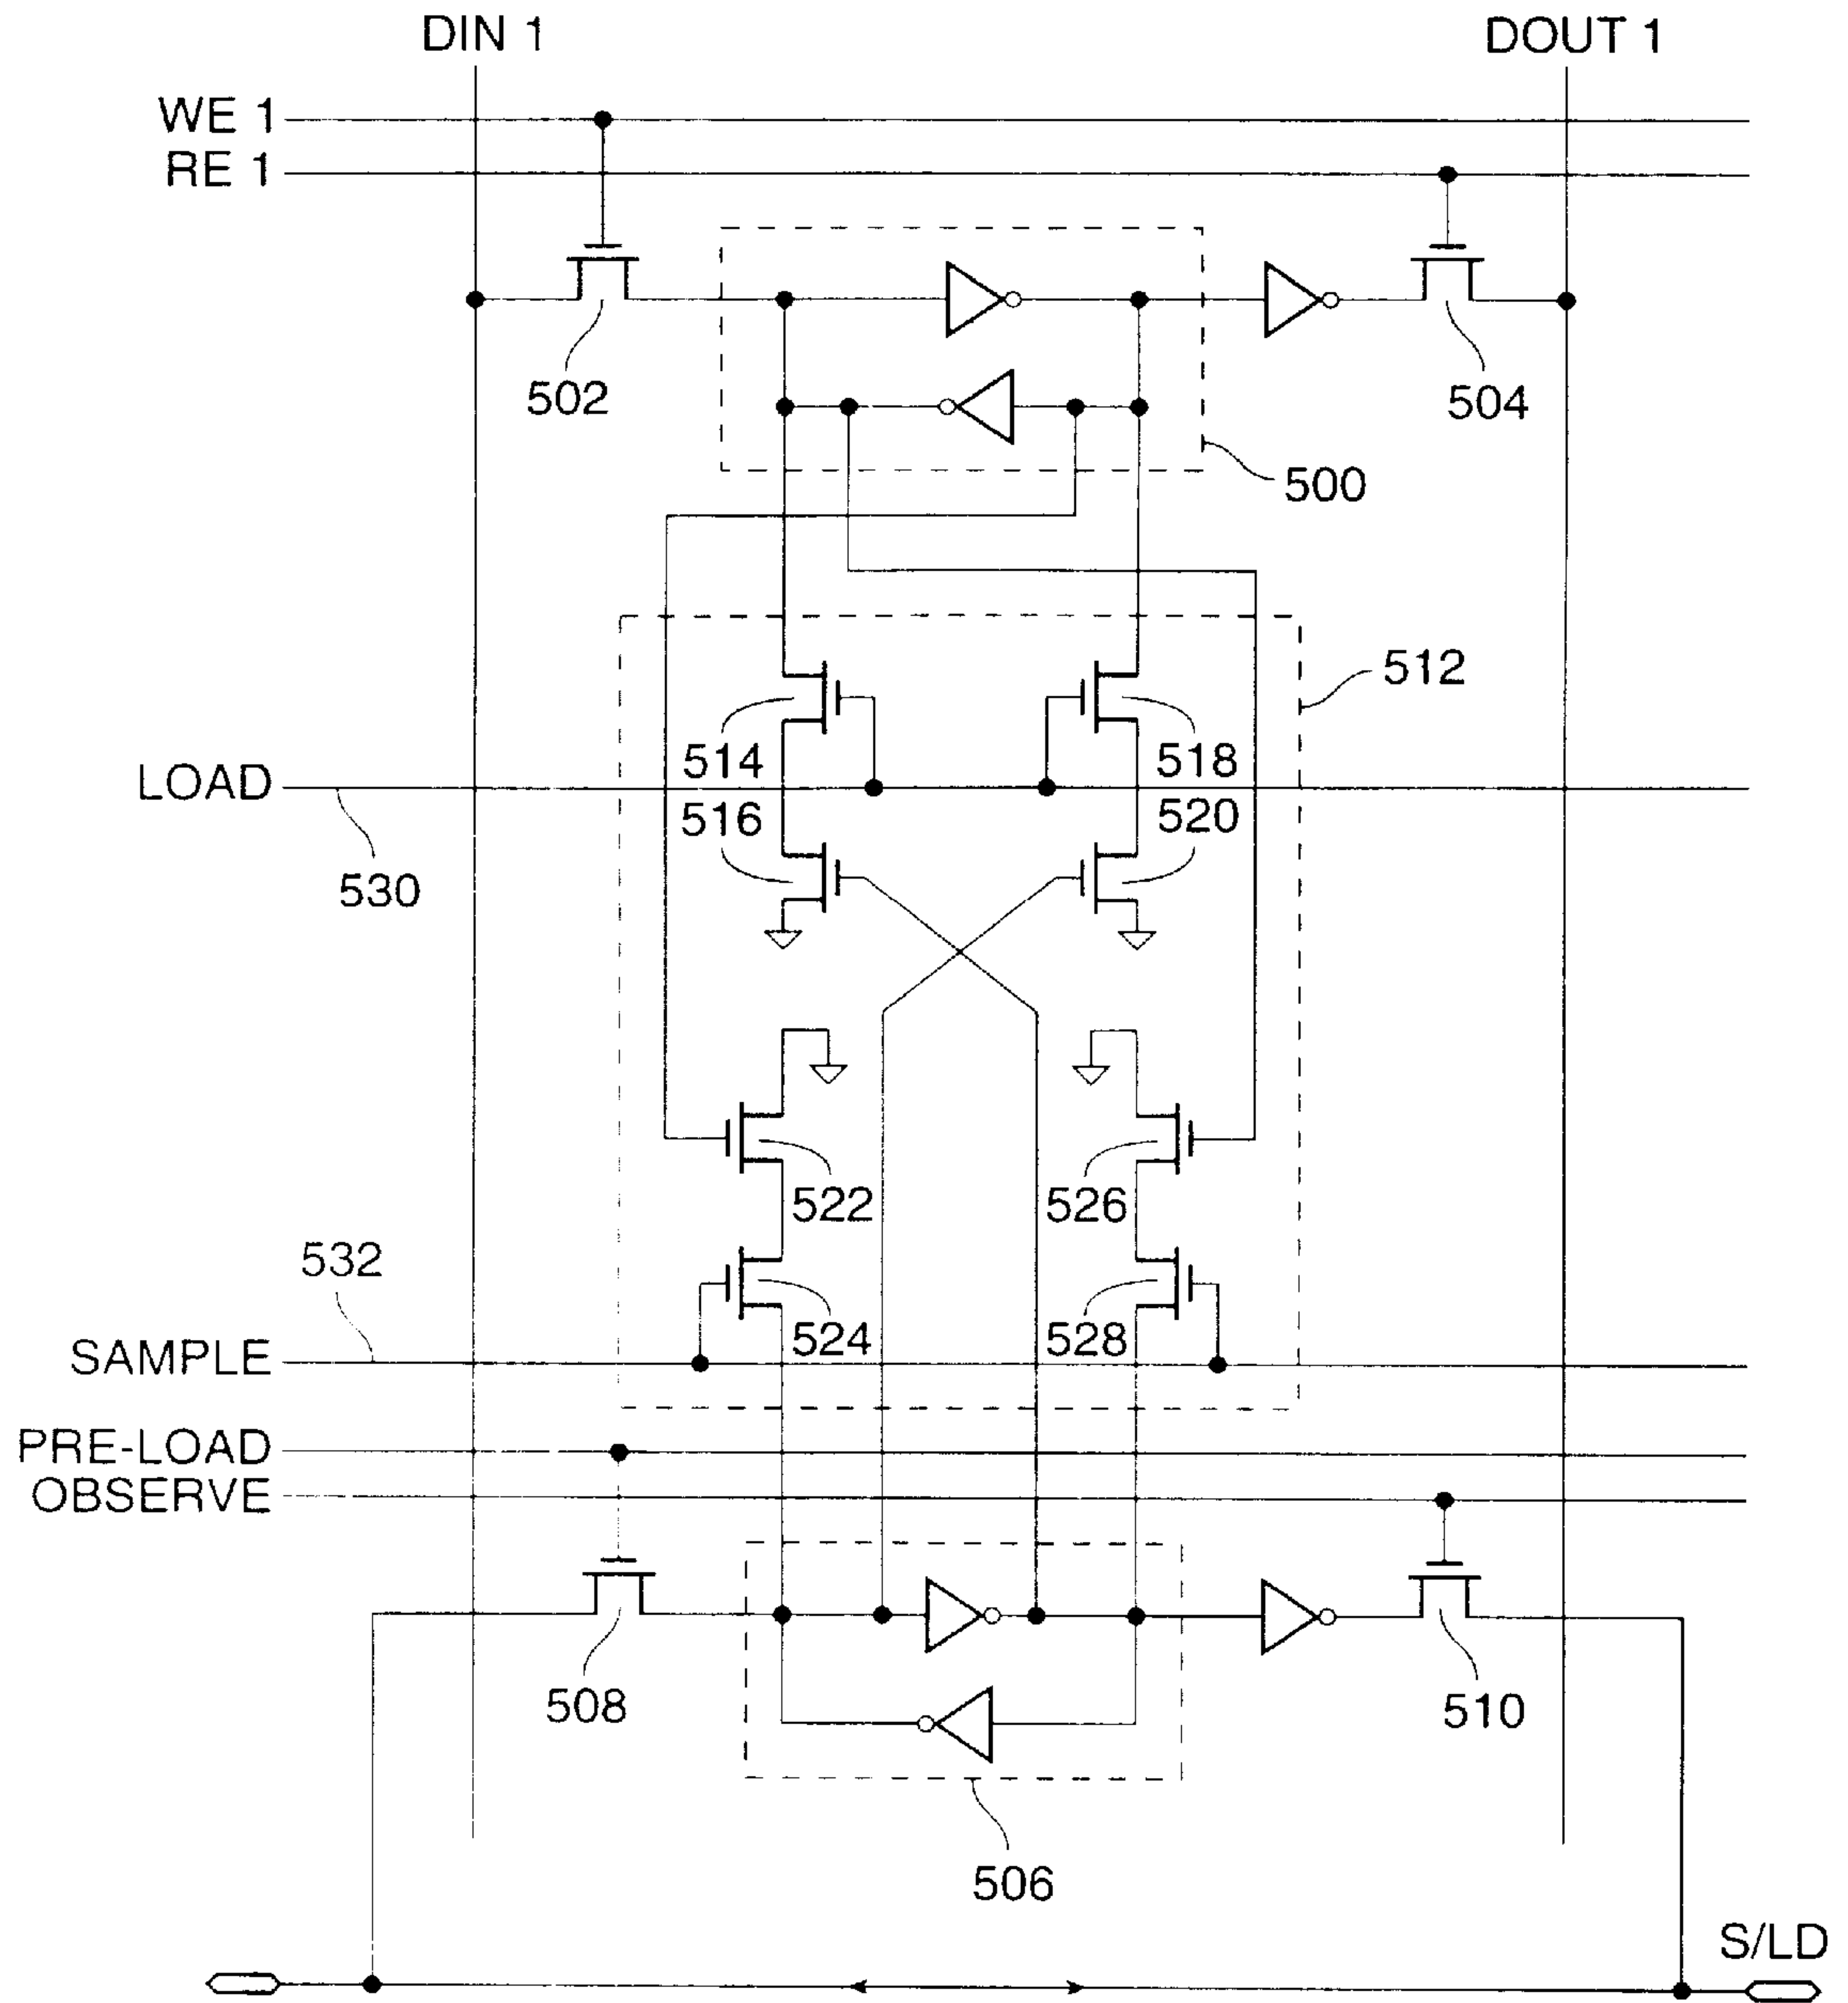 DIN 1
DOUT 1
WE 1
RE 1
502
504
500
512
514
518
LOAD
516
520
530
522
526
532
524
528
SAMPLE
PRE-LOAD
OBSERVE
508
510
506
S/LD